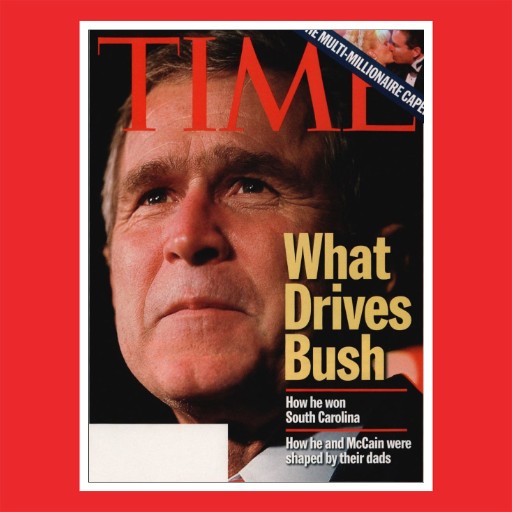 TIME
THE MULTI-MILLIONAIRE CAPER
What
Drives
Bush
How he won
South Carolina
How he and McCain were
shaped by their dads